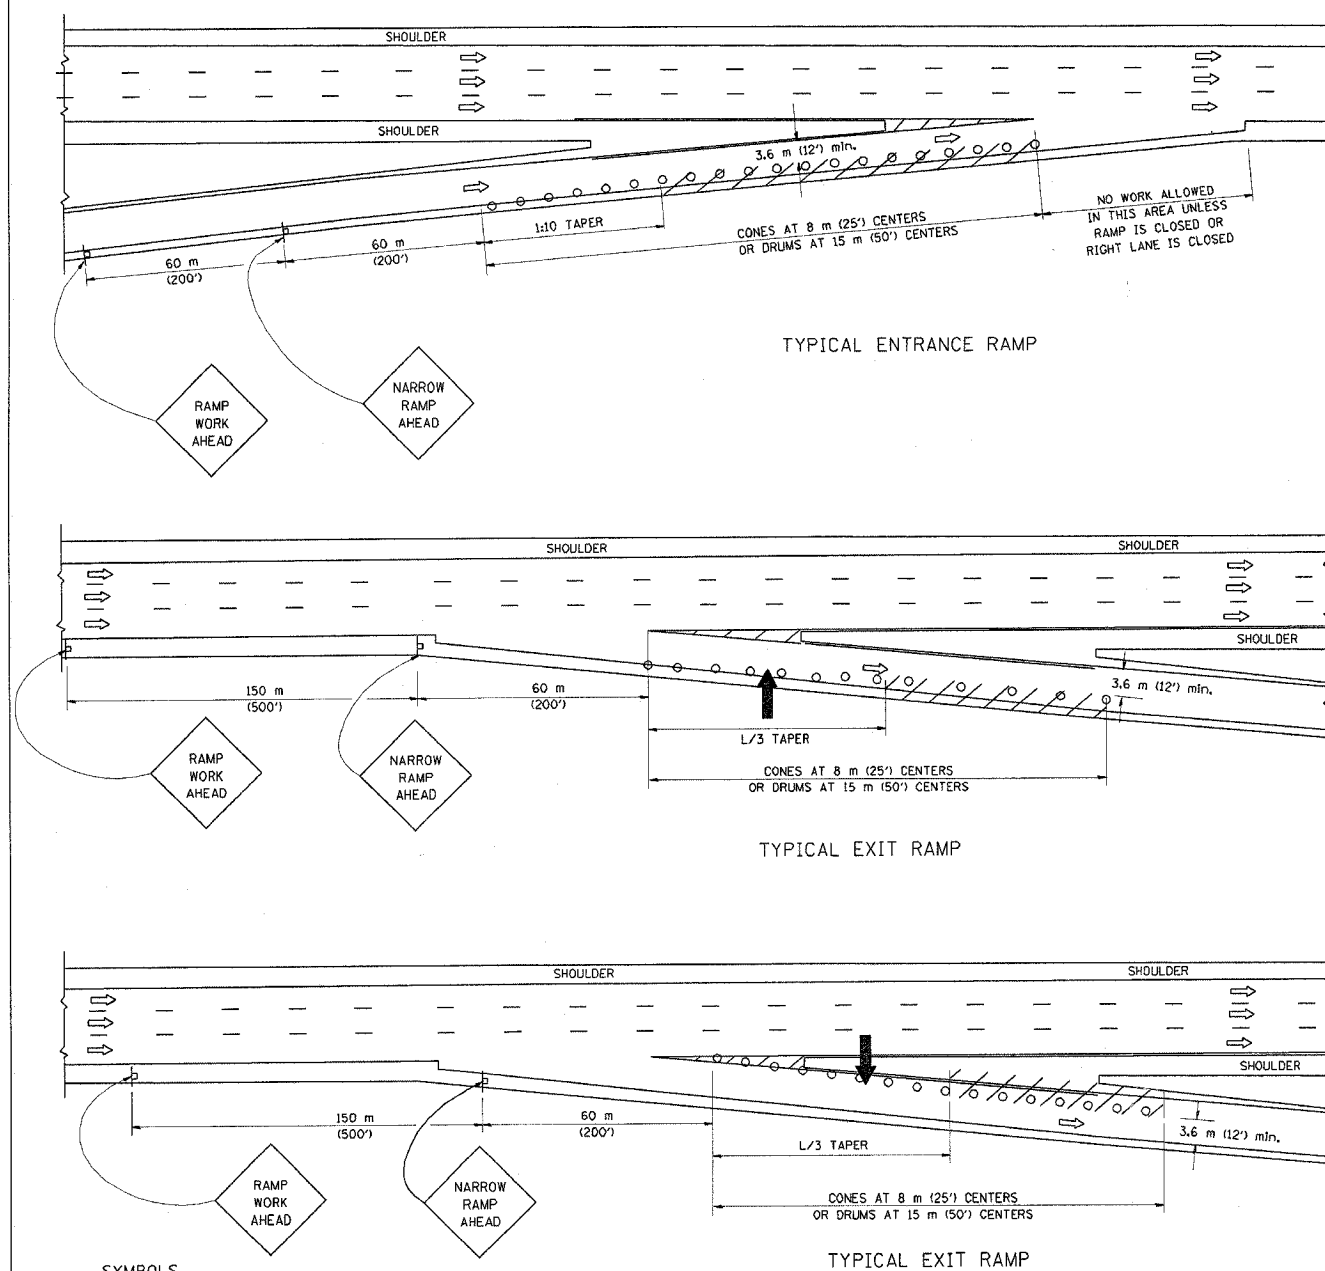 SHOULDER
SHOULDER
3.6 m (12') min.
1:10 TAPER
CONES AT 8 m (25') CENTERS
OR DRUMS AT 15 m (50') CENTERS
NO WORK ALLOWED
IN THIS AREA UNLESS
RAMP IS CLOSED OR
RIGHT LANE IS CLOSED
60 m
(200')
60 m
(200')
TYPICAL ENTRANCE RAMP
RAMP
WORK
AHEAD
NARROW
RAMP
AHEAD
SHOULDER
SHOULDER
SHOULDER
3.6 m (12') min.
150 m
(500')
60 m
(200')
L/3 TAPER
CONES AT 8 m (25') CENTERS
OR DRUMS AT 15 m (50') CENTERS
RAMP
WORK
AHEAD
NARROW
RAMP
AHEAD
TYPICAL EXIT RAMP
SHOULDER
SHOULDER
SHOULDER
150 m
(500')
60 m
(200')
3.6 m (12') min.
L/3 TAPER
CONES AT 8 m (25') CENTERS
OR DRUMS AT 15 m (50') CENTERS
RAMP
WORK
AHEAD
NARROW
RAMP
AHEAD
TYPICAL EXIT RAMP
SYMBOLS